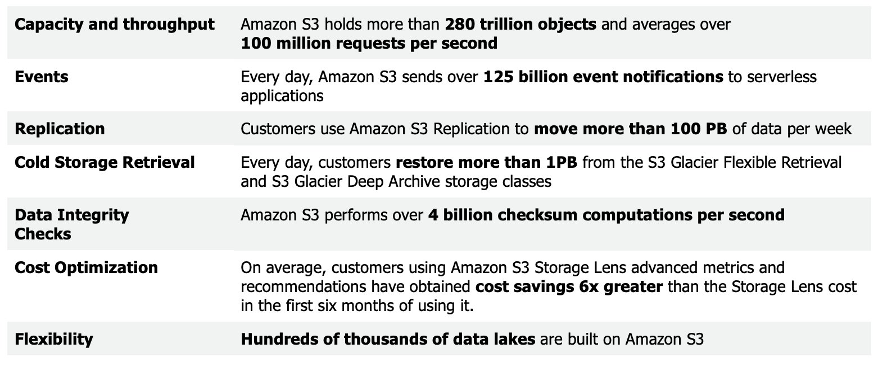 Capacity and throughput
Amazon S3 holds more than 280 trillion objects and averages over
100 million requests per second
Events
Every day, Amazon S3 sends over 125 billion event notifications to serverless
applications
Replication
Customers use Amazon S3 Replication to move more than 100 PB of data per week
Cold Storage Retrieval
Every day, customers restore more than 1PB from the S3 Glacier Flexible Retrieval
and S3 Glacier Deep Archive storage classes
Data Integrity
Checks
Amazon S3 performs over 4 billion checksum computations per second
Cost Optimization
On average, customers using Amazon S3 Storage Lens advanced metrics and
recommendations have obtained cost savings 6x greater than the Storage Lens cost
in the first six months of using it.
Flexibility
Hundreds of thousands of data lakes are built on Amazon S3